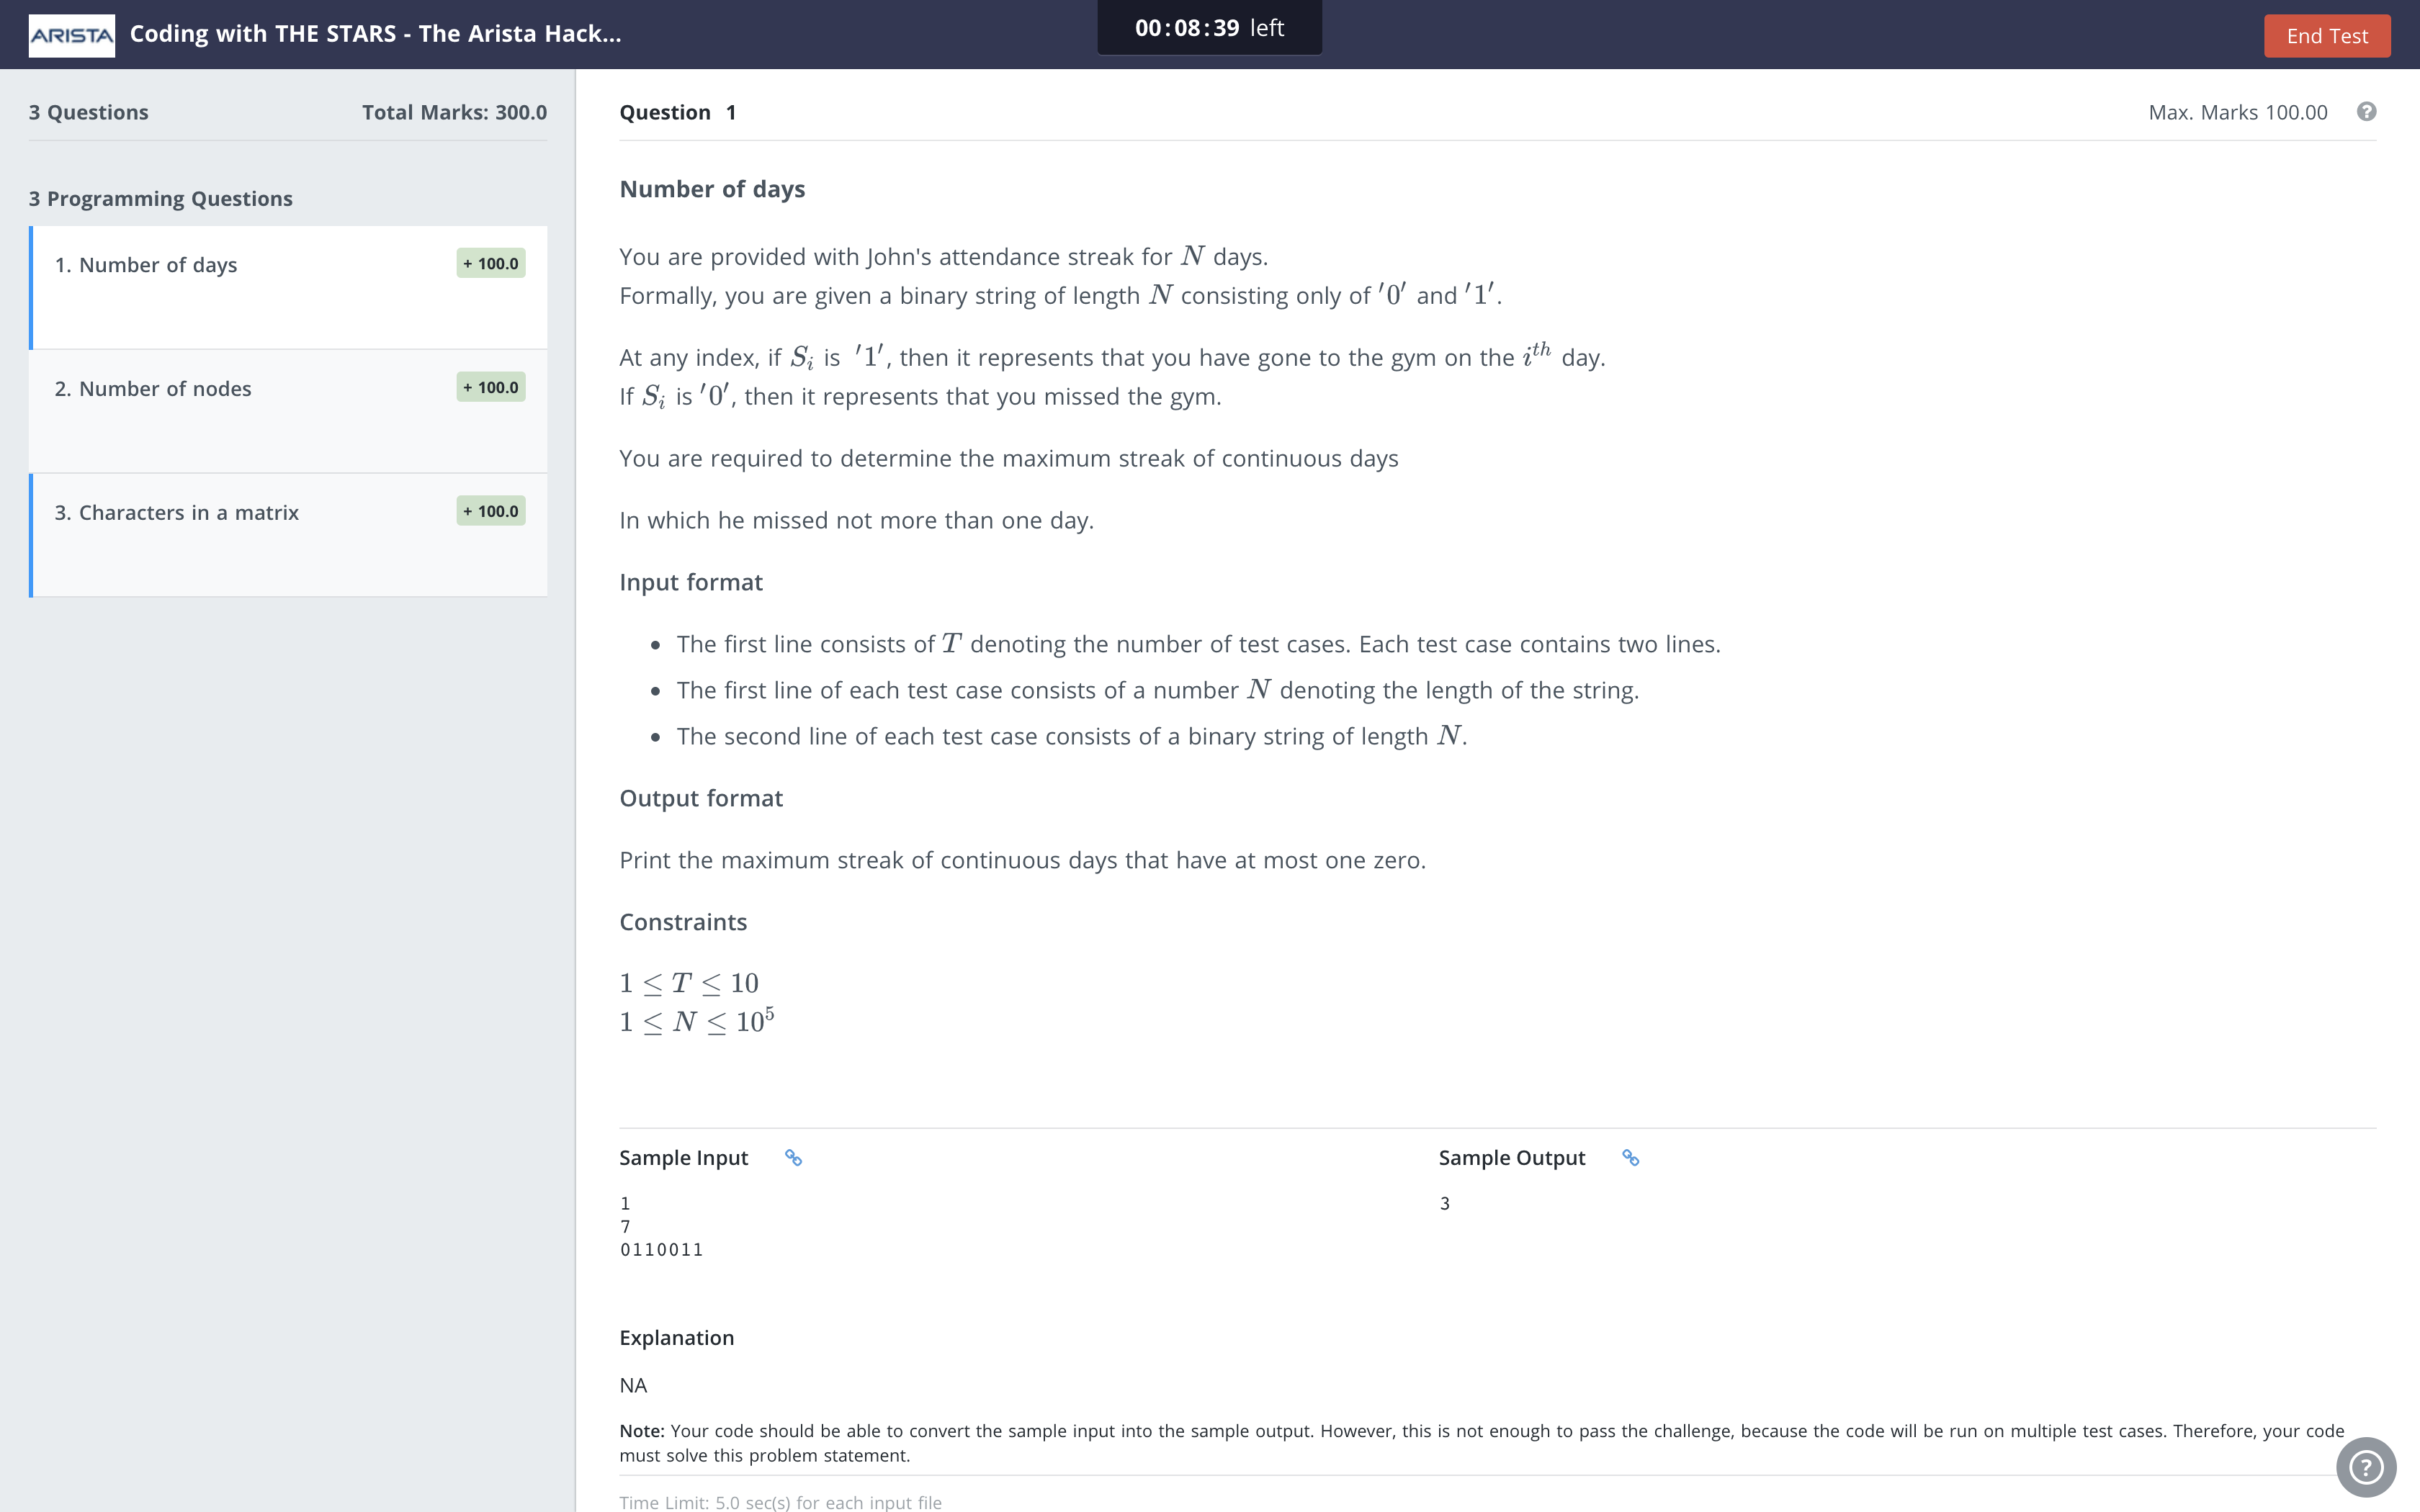 ARISTA Coding with THE STARS - The Arista Hack...
00:08:39 left
End Test
3 Questions Total Marks: 300.0
3 Programming Questions
1. Number of days + 100.0
2. Number of nodes + 100.0
3. Characters in a matrix + 100.0
Question 1 Max. Marks 100.00 ?
Number of days
You are provided with John's attendance streak for N days.
Formally, you are given a binary string of length N consisting only of '0' and '1'.
At any index, if S_i is '1', then it represents that you have gone to the gym on the i^{th} day.
If S_i is '0', then it represents that you missed the gym.
You are required to determine the maximum streak of continuous days
In which he missed not more than one day.
Input format
• The first line consists of T denoting the number of test cases. Each test case contains two lines.
• The first line of each test case consists of a number N denoting the length of the string.
• The second line of each test case consists of a binary string of length N.
Output format
Print the maximum streak of continuous days that have at most one zero.
Constraints
1 ≤ T ≤ 10
1 ≤ N ≤ 10^5
Sample Input
1
7
0110011
Sample Output
3
Explanation
NA
Note: Your code should be able to convert the sample input into the sample output. However, this is not enough to pass the challenge, because the code will be run on multiple test cases. Therefore, your code
must solve this problem statement.
Time Limit: 5.0 sec(s) for each input file
?